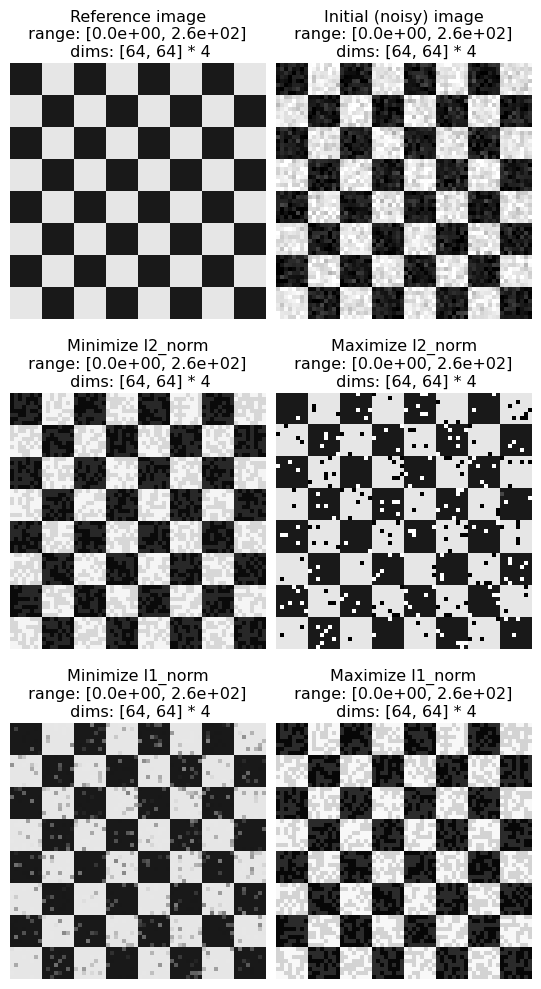 Reference image
range: [0.0e+00, 2.6e+02]
dims: [64, 64] * 4
Initial (noisy) image
range: [0.0e+00, 2.6e+02]
dims: [64, 64] * 4
Minimize l2_norm
range: [0.0e+00, 2.6e+02]
dims: [64, 64] * 4
Maximize l2_norm
range: [0.0e+00, 2.6e+02]
dims: [64, 64] * 4
Minimize l1_norm
range: [0.0e+00, 2.6e+02]
dims: [64, 64] * 4
Maximize l1_norm
range: [0.0e+00, 2.6e+02]
dims: [64, 64] * 4